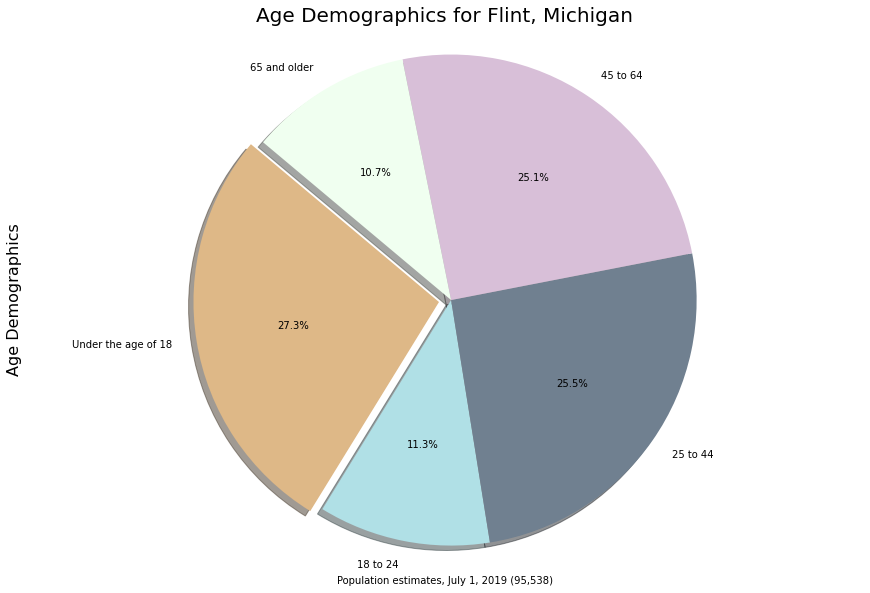 Age Demographics for Flint, Michigan
65 and older
45 to 64
10.7%
25.1%
Age Demographics
27.3%
Under the age of 18
25.5%
11.3%
25 to 44
18 to 24
Population estimates, July 1, 2019 (95,538)